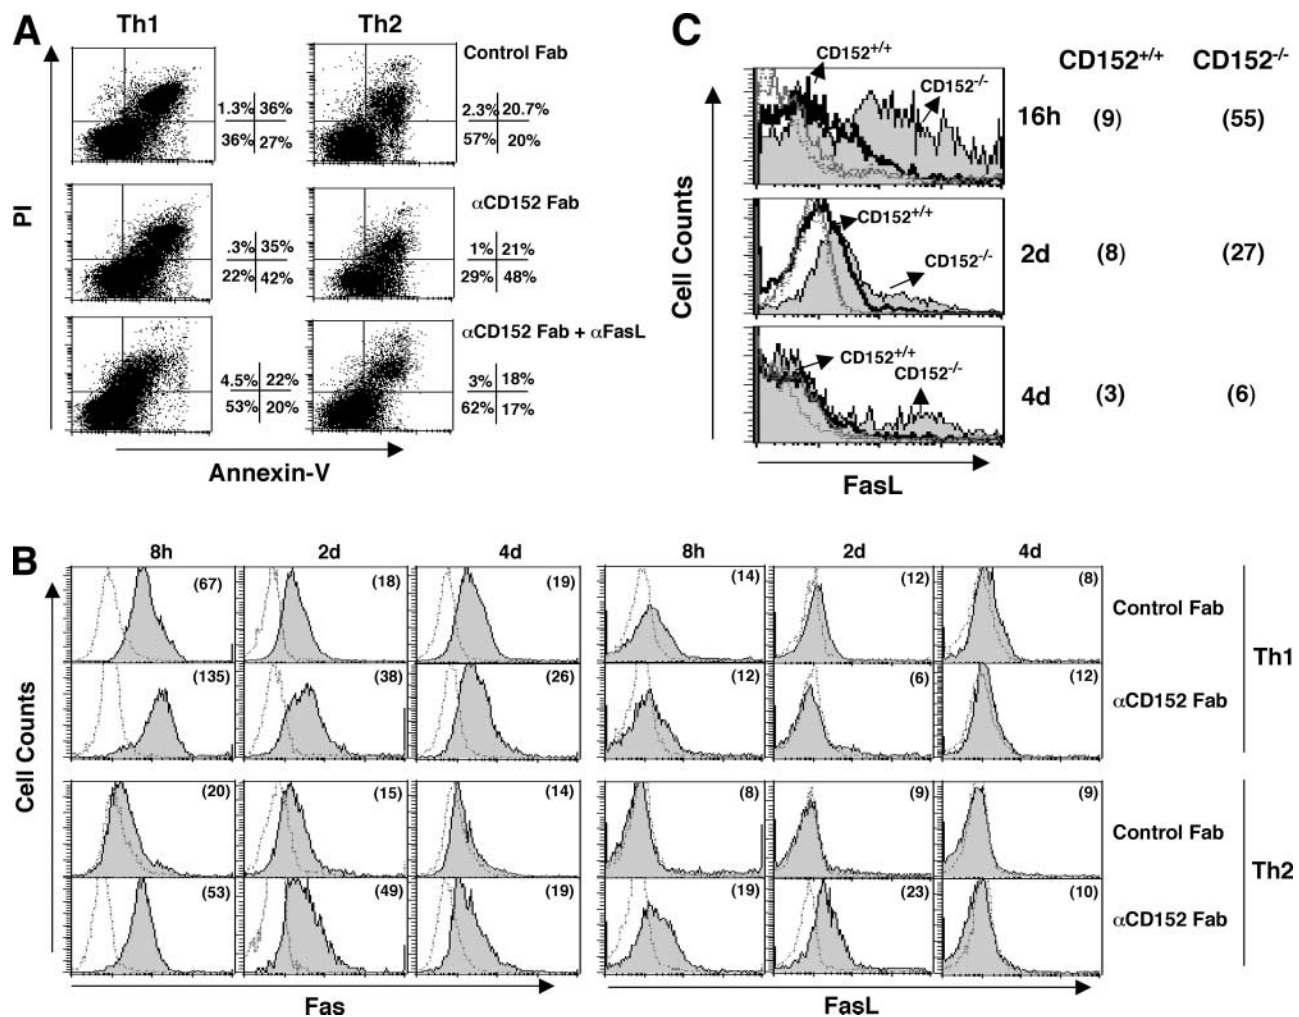 A
Th1
Th2
Control Fab
1.3% 36%
36% 27%
2.3% 20.7%
57% 20%
αCD152 Fab
.3% 35%
22% 42%
1% 21%
29% 48%
αCD152 Fab + αFasL
4.5% 22%
53% 20%
3% 18%
62% 17%
PI
Annexin-V
C
CD152+/+
CD152-/-
CD152+/+
CD152-/-
16h
(9)
(55)
CD152+/+
CD152-/-
2d
(8)
(27)
CD152+/+
CD152-/-
4d
(3)
(6)
Cell Counts
FasL
B
8h
2d
4d
8h
2d
4d
(67)
(18)
(19)
(14)
(12)
(8)
Control Fab
(135)
(38)
(26)
(12)
(6)
(12)
αCD152 Fab
Th1
(20)
(15)
(14)
(8)
(9)
(9)
Control Fab
(53)
(49)
(19)
(19)
(23)
(10)
αCD152 Fab
Th2
Cell Counts
Fas
FasL